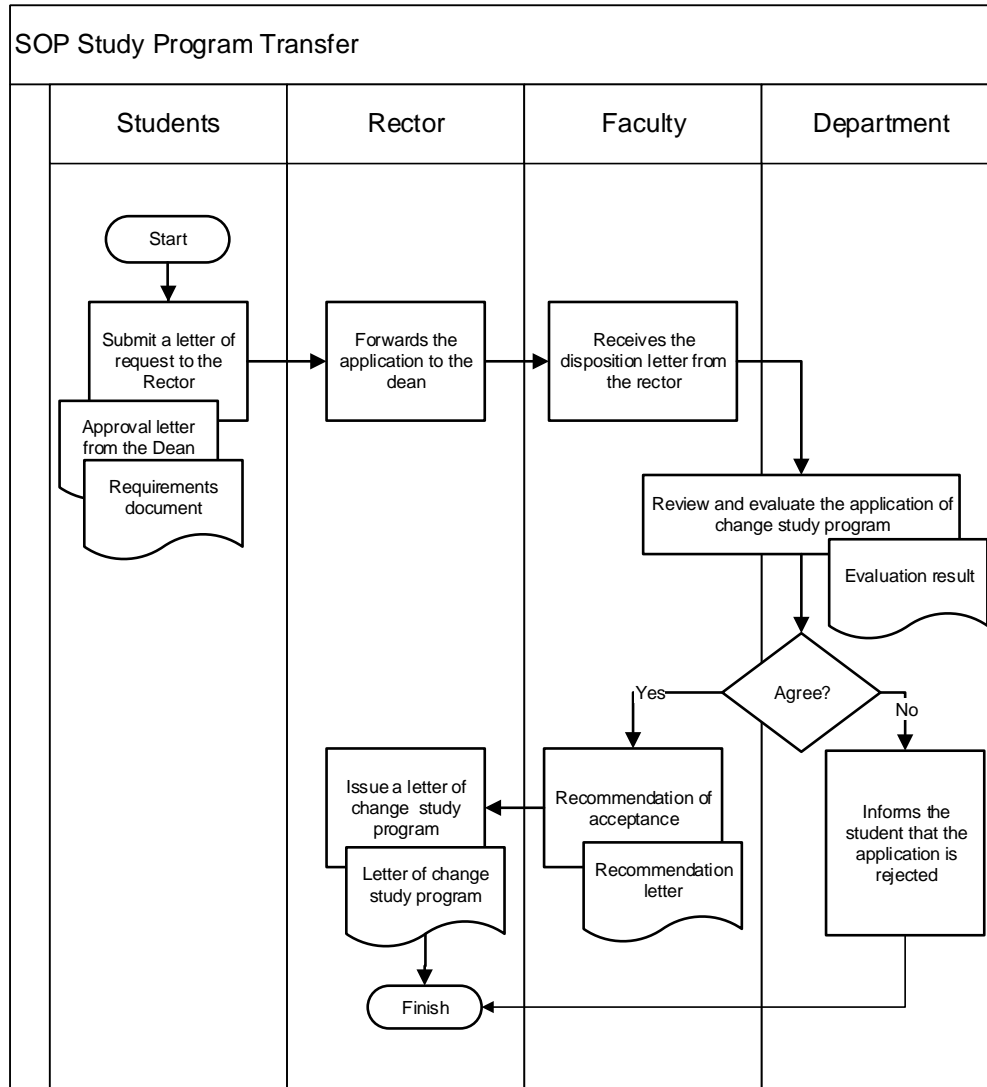 SOP Study Program Transfer
Students
Rector
Faculty
Department
Start
Submit a letter of
request to the
Rector
Approval letter
from the Dean
Requirements
document
Forwards the
application to the
dean
Receives the
disposition letter from
the rector
Review and evaluate the application of
change study program
Evaluation result
Agree?
Yes
No
Issue a letter of
change study
program
Letter of change
study program
Recommendation of
acceptance
Recommendation
letter
Informs the
student that the
application is
rejected
Finish